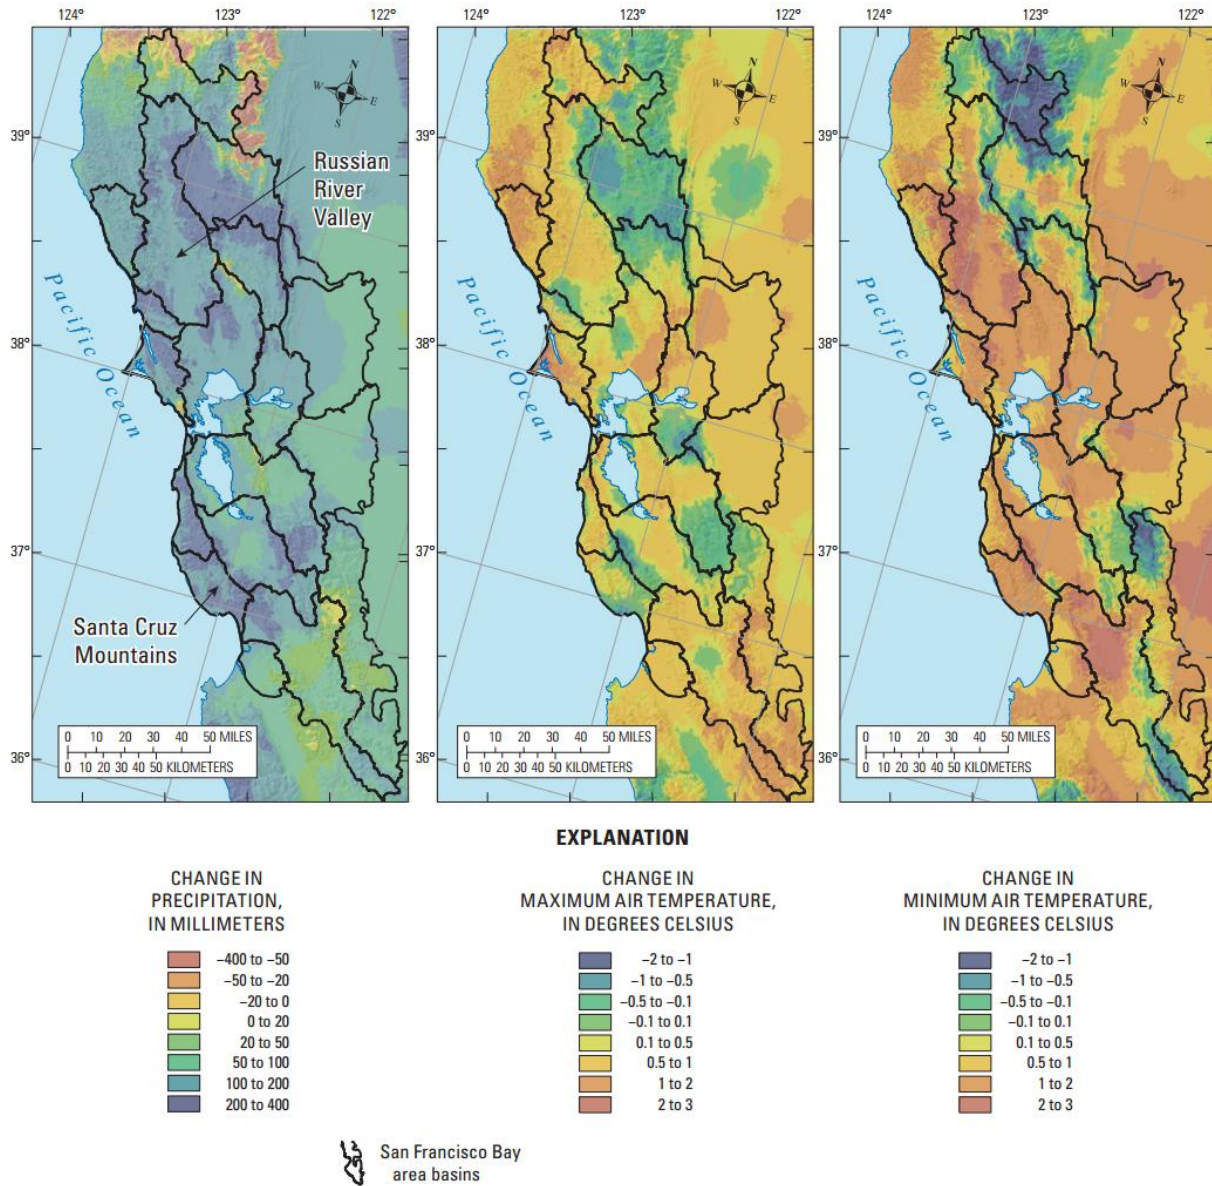 124° 123° 122°
124° 123° 122°
124° 123° 122°
39°
38°
37°
36°
N
W E
S
Russian
River
Valley
Pacific
Ocean
Santa Cruz
Mountains
0 10 20 30 40 50 MILES
0 10 20 30 40 50 KILOMETERS
39°
38°
37°
36°
N
W E
S
Pacific
Ocean
0 10 20 30 40 50 MILES
0 10 20 30 40 50 KILOMETERS
39°
38°
37°
36°
N
W E
S
Pacific
Ocean
0 10 20 30 40 50 MILES
0 10 20 30 40 50 KILOMETERS
EXPLANATION
CHANGE IN
PRECIPITATION,
IN MILLIMETERS
−400 to −50
−50 to −20
−20 to 0
0 to 20
20 to 50
50 to 100
100 to 200
200 to 400
CHANGE IN
MAXIMUM AIR TEMPERATURE,
IN DEGREES CELSIUS
−2 to −1
−1 to −0.5
−0.5 to −0.1
−0.1 to 0.1
0.1 to 0.5
0.5 to 1
1 to 2
2 to 3
CHANGE IN
MINIMUM AIR TEMPERATURE,
IN DEGREES CELSIUS
−2 to −1
−1 to −0.5
−0.5 to −0.1
−0.1 to 0.1
0.1 to 0.5
0.5 to 1
1 to 2
2 to 3
San Francisco Bay
area basins